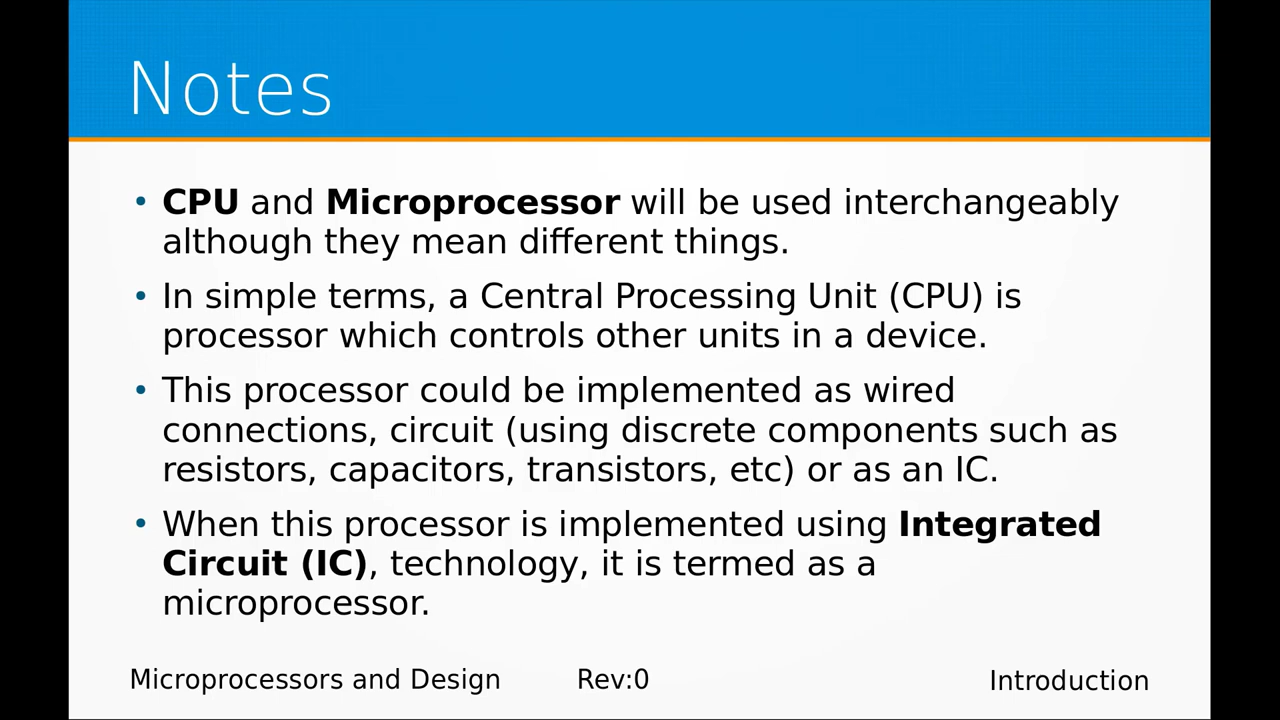 Notes
• CPU and Microprocessor will be used interchangeably
although they mean different things.
• In simple terms, a Central Processing Unit (CPU) is
processor which controls other units in a device.
• This processor could be implemented as wired
connections, circuit (using discrete components such as
resistors, capacitors, transistors, etc) or as an IC.
• When this processor is implemented using Integrated
Circuit (IC), technology, it is termed as a
microprocessor.
Microprocessors and Design Rev:0 Introduction